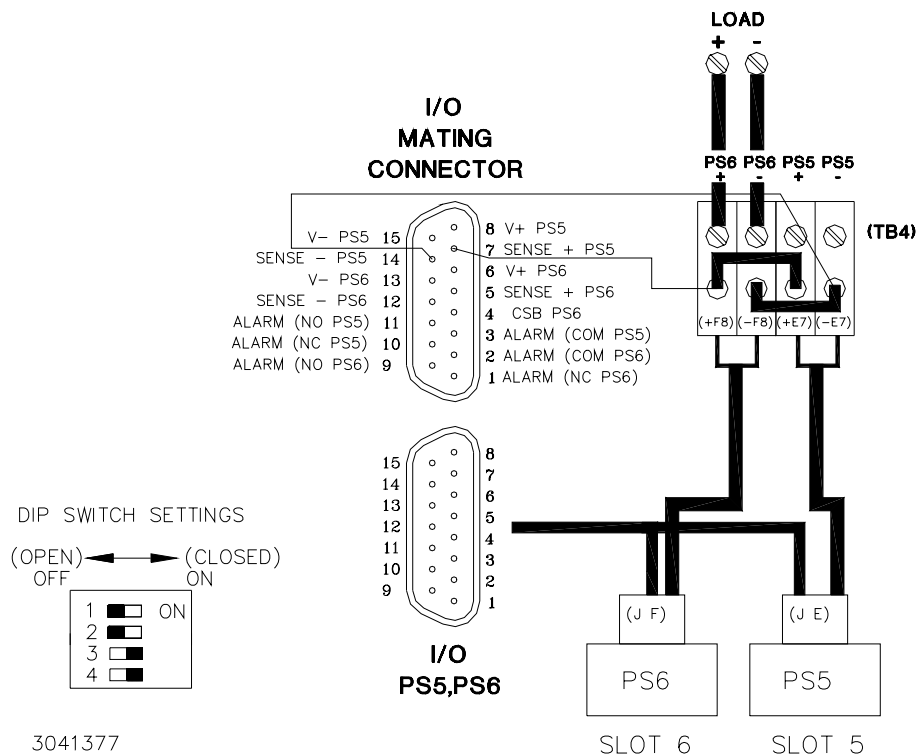 LOAD
+ -
I/O
MATING
CONNECTOR
PS6 PS6 PS5 PS5
+ - + -
(TB4)
V- PS5 15
SENSE - PS5 14
V- PS6 13
SENSE - PS6 12
ALARM (NO PS5) 11
ALARM (NC PS5) 10
ALARM (NO PS6) 9
8 V+ PS5
7 SENSE + PS5
6 V+ PS6
5 SENSE + PS6
4 CSB PS6
3 ALARM (COM PS5)
2 ALARM (COM PS6)
1 ALARM (NC PS6)
(+F8) (-F8) (+E7) (-E7)
15
14
13
12
11
10
9
8
7
6
5
4
3
2
1
I/O
PS5,PS6
DIP SWITCH SETTINGS
(OPEN) (CLOSED)
OFF ON
1 ON
2
3
4
(J F) (J E)
PS6 PS5
SLOT 6 SLOT 5
3041377